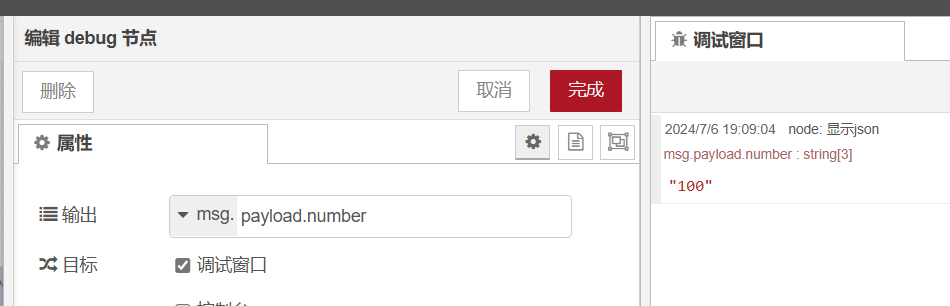 编辑 debug 节点
删除
取消
完成
属性
输出
msg. payload.number
目标
调试窗口
调试窗口
2024/7/6 19:09:04 node: 显示json
msg.payload.number : string[3]
"100"